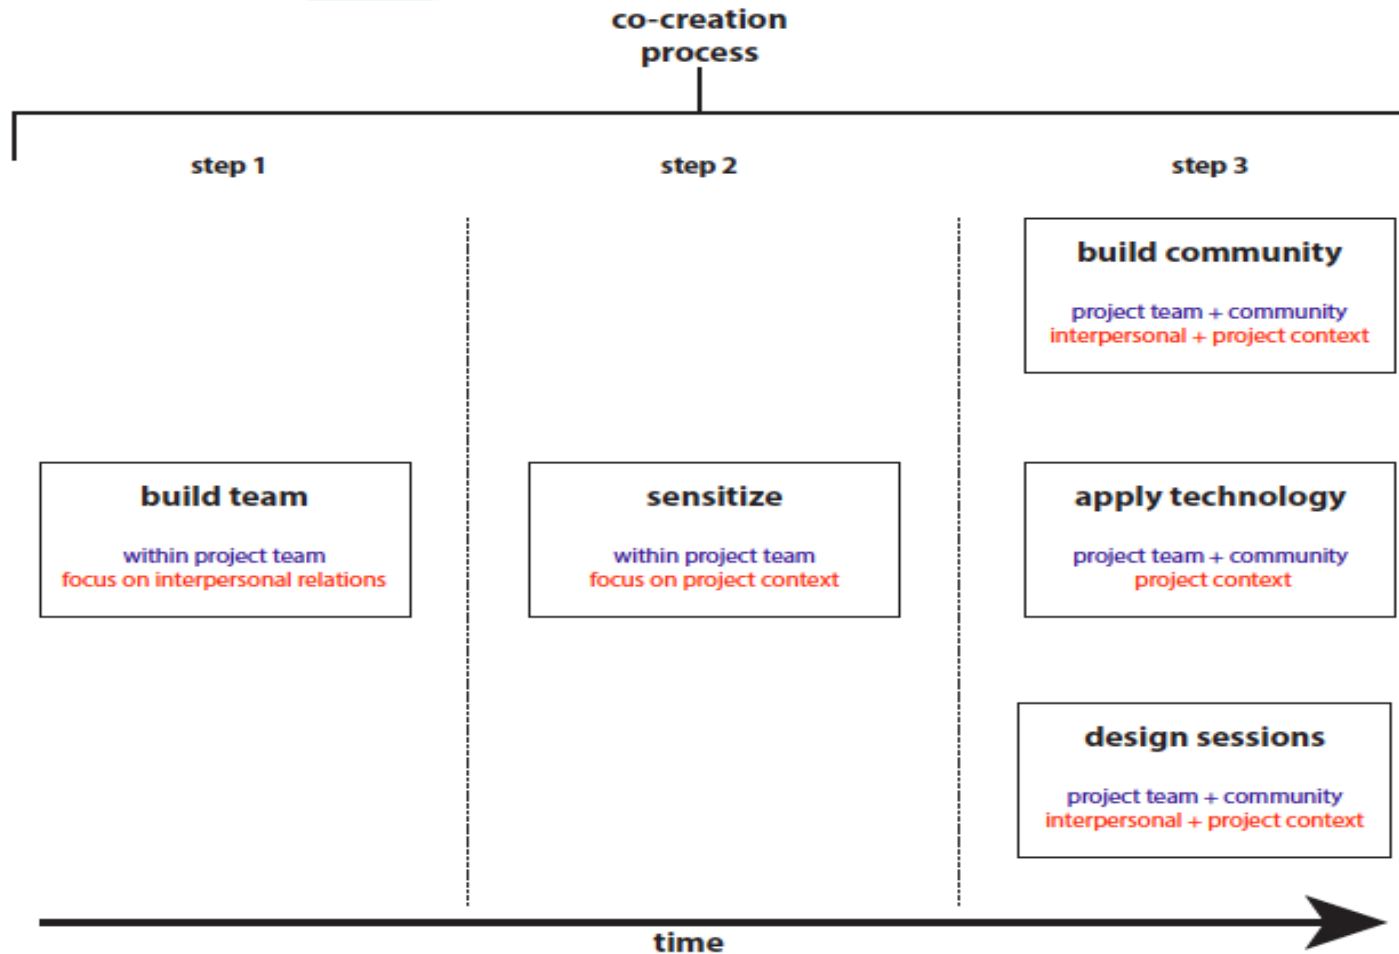 co-creation
process
step 1
step 2
step 3
build team
within project team
focus on interpersonal relations
sensitize
within project team
focus on project context
build community
project team + community
interpersonal + project context
apply technology
project team + community
project context
design sessions
project team + community
interpersonal + project context
time